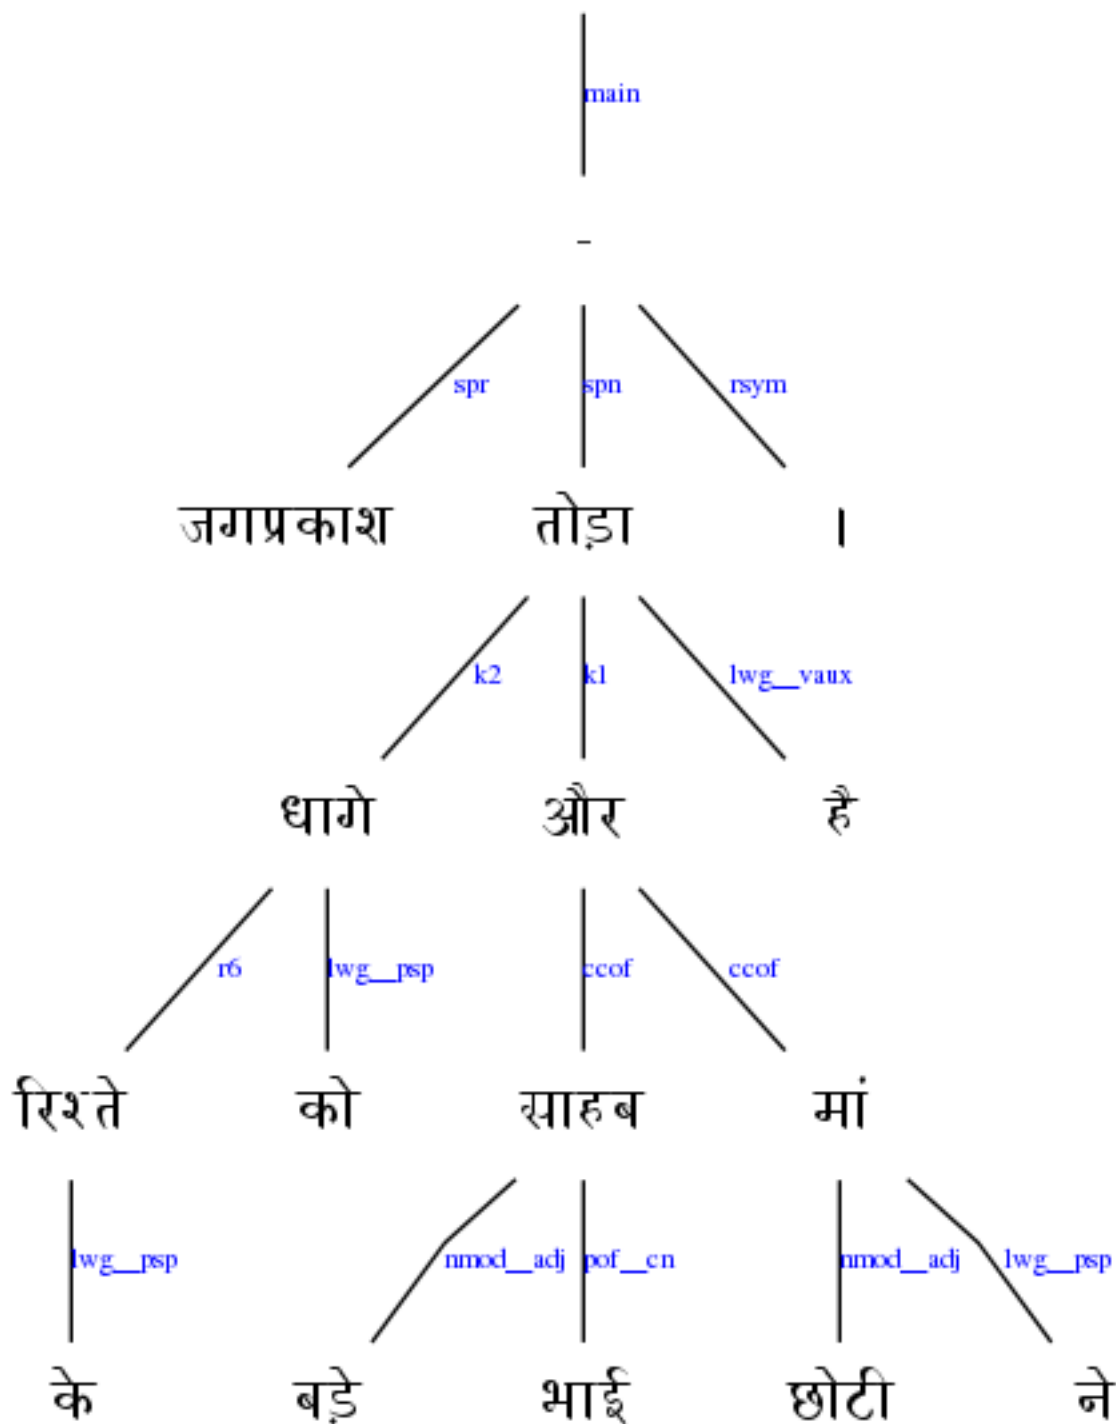 main
-
spr spn rsym
जगप्रकाश तोड़ा ।
k2 k1 lwg__vaux
धागे और है
r6 lwg__psp ccof ccof
रिश्ते को साहब मां
lwg__psp nmod__adj pof__cn nmod__adj lwg__psp
के बड़े भाई छोटी ने